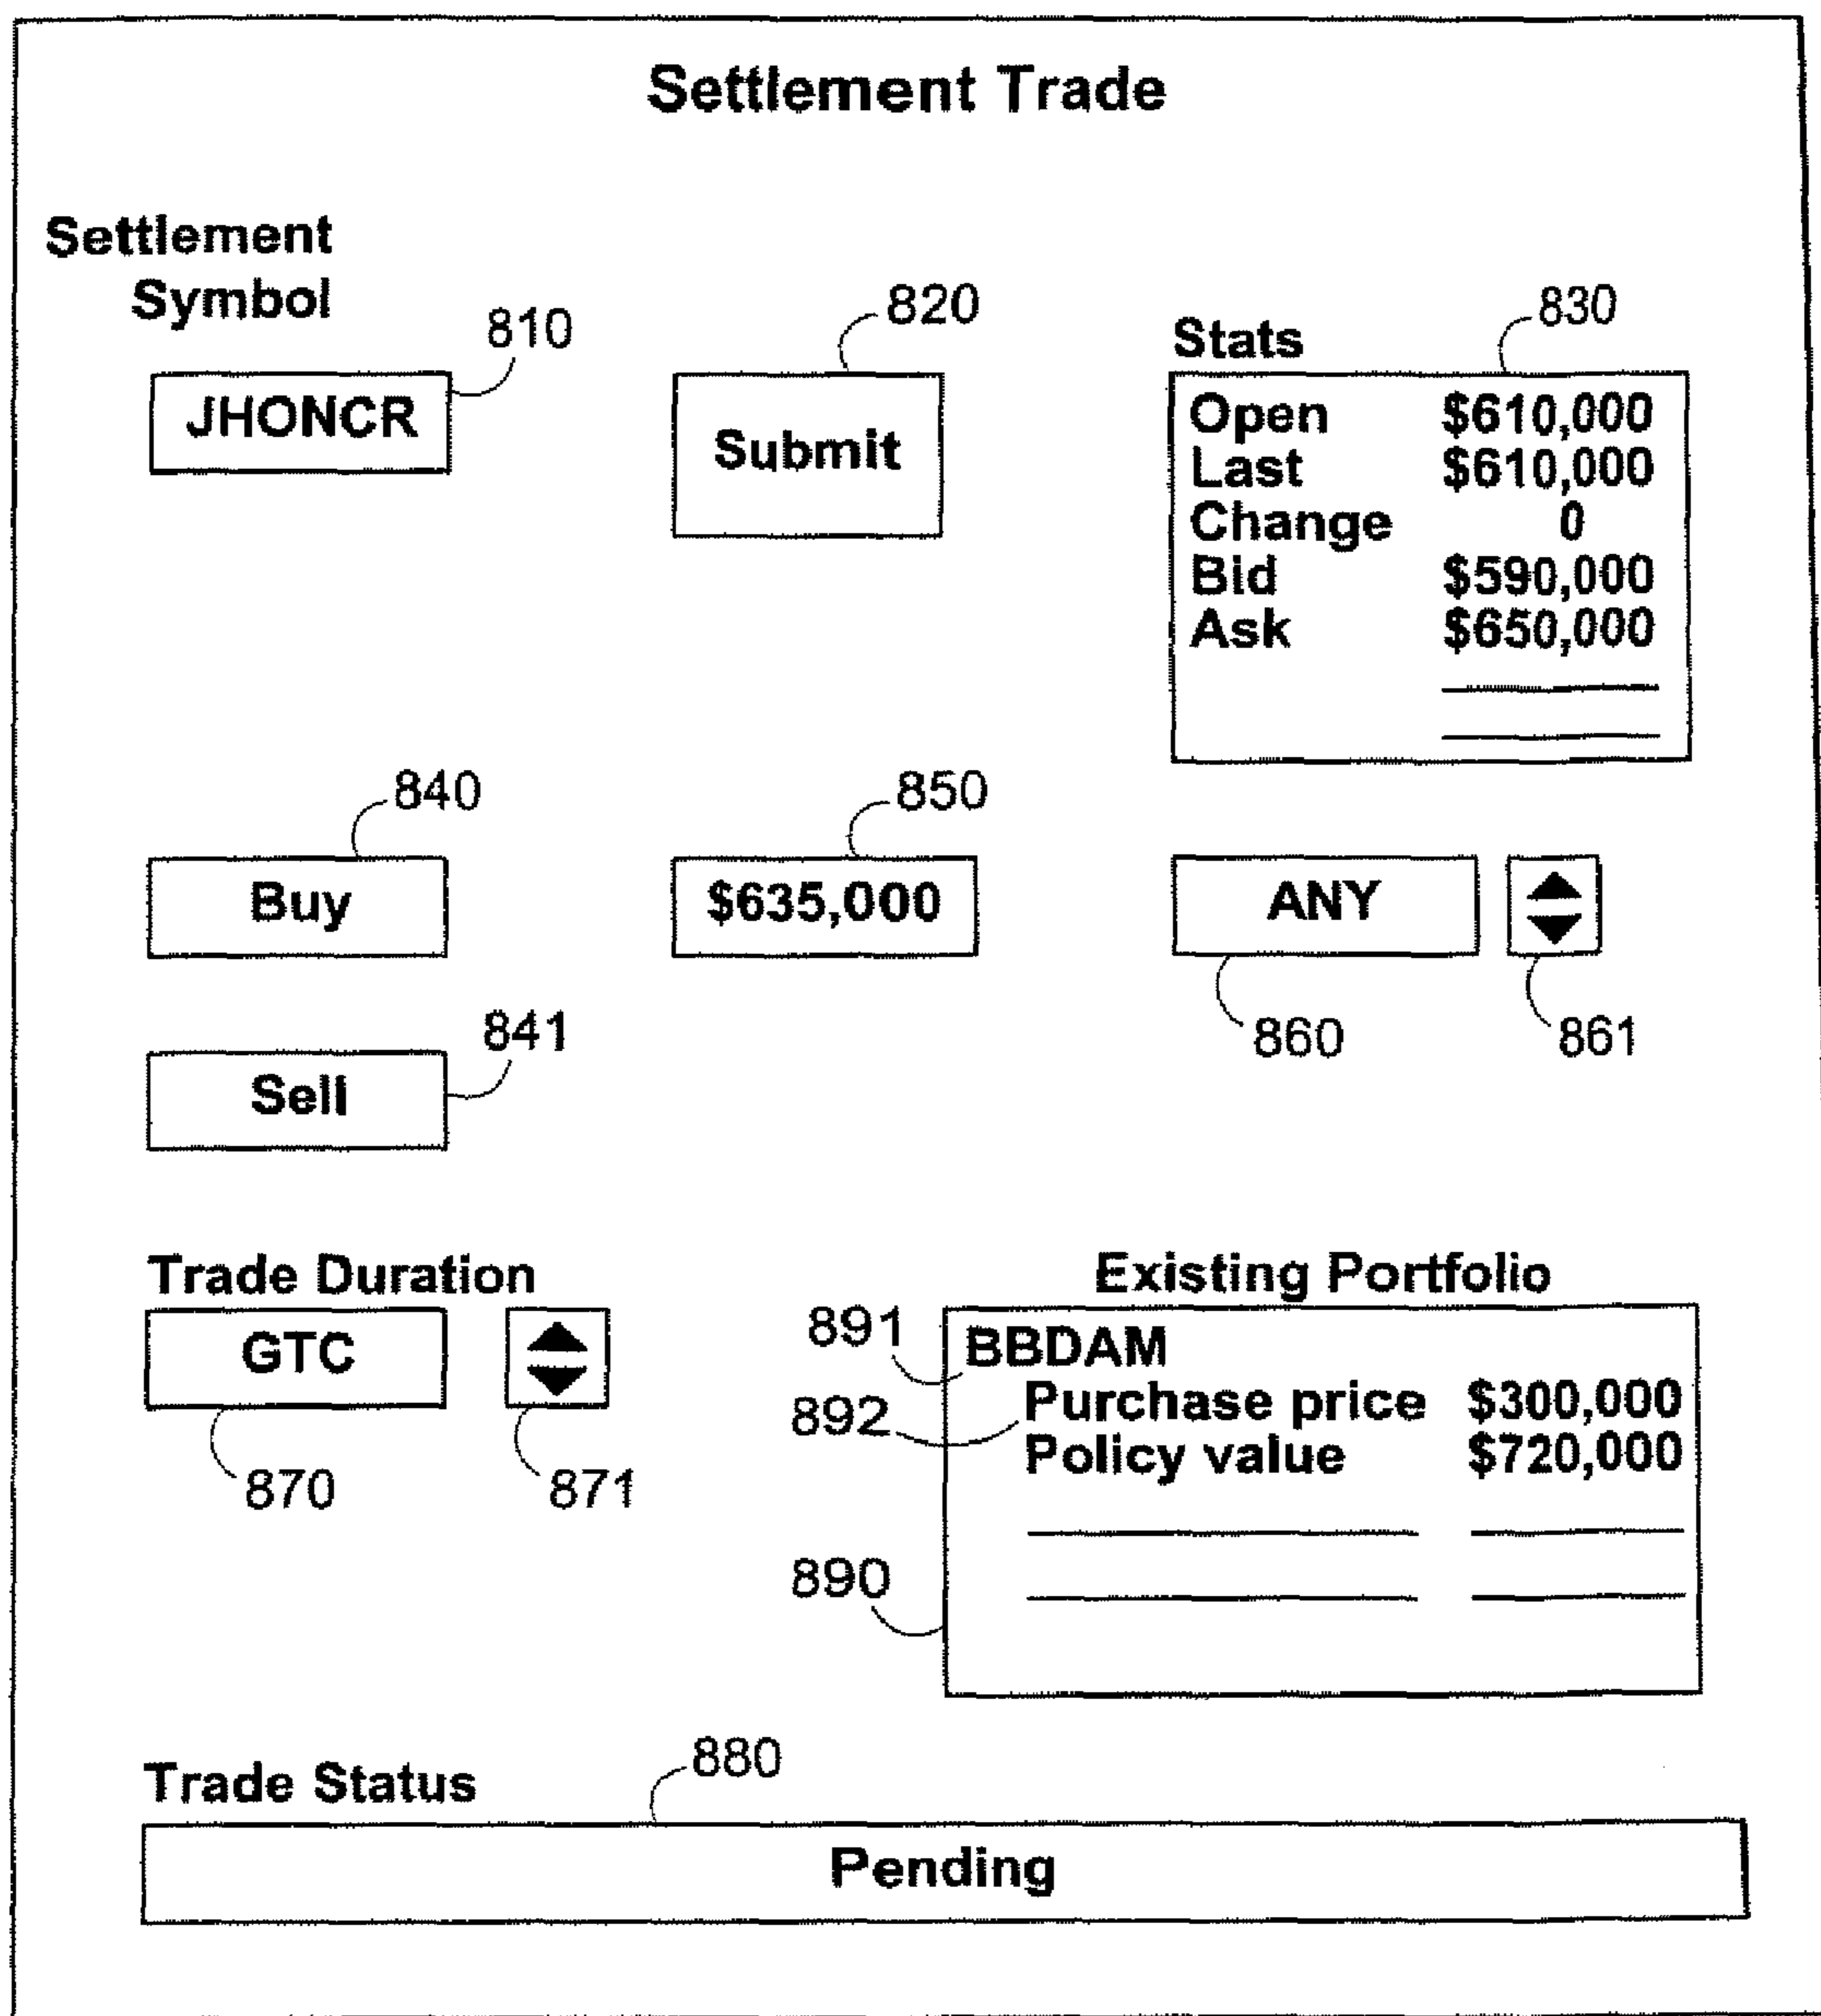 Settlement Trade
Settlement
Symbol
810
JHONCR
820
Submit
Stats
830
Open $610,000
Last $610,000
Change 0
Bid $590,000
Ask $650,000
840
Buy
850
$635,000
ANY
860
861
841
Sell
Trade Duration
GTC
870
871
Existing Portfolio
891
BBDAM
892
Purchase price $300,000
Policy value $720,000
890
Trade Status
880
Pending